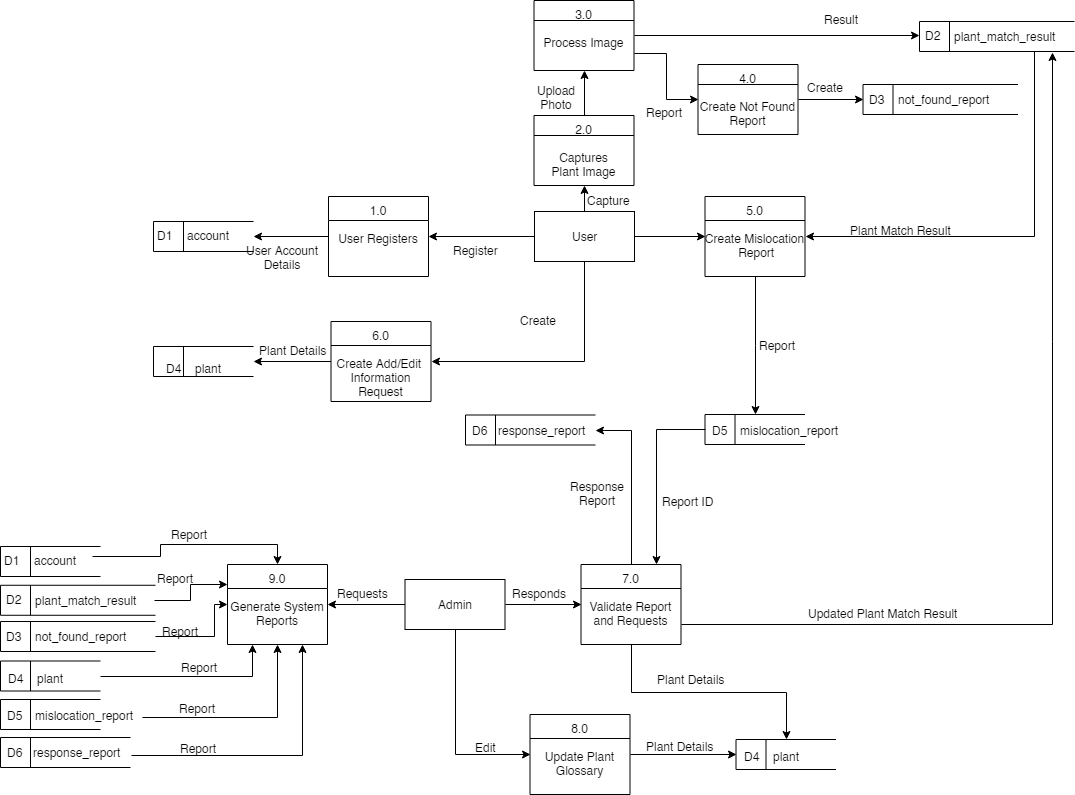 3.0
Process Image
Result
D2 plant_match_result
Upload
Photo
Report
4.0
Create Not Found
Report
Create
D3 not_found_report
2.0
Captures
Plant Image
Capture
D1 account
User Account
Details
1.0
User Registers
Register
User
5.0
Create Mislocation
Report
Plant Match Result
D4 plant
Plant Details
6.0
Create Add/Edit
Information
Request
Create
Report
D6 response_report
D5 mislocation_report
Response
Report
Report ID
D1 account
Report
D2 plant_match_result
Report
D3 not_found_report
Report
D4 plant
Report
D5 mislocation_report
Report
D6 response_report
Report
9.0
Generate System
Reports
Requests
Admin
Responds
7.0
Validate Report
and Requests
Updated Plant Match Result
Plant Details
Edit
8.0
Update Plant
Glossary
Plant Details
D4 plant